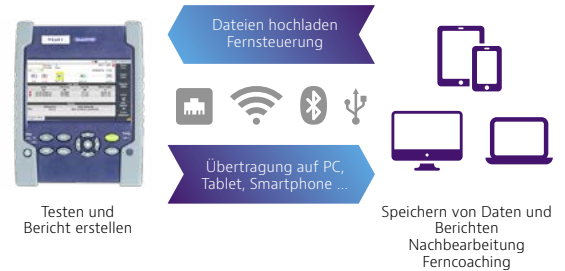 Dateien hochladen
Fernsteuerung
Übertragung auf PC,
Tablet, Smartphone ...
Testen und
Bericht erstellen
Speichern von Daten und
Berichten
Nachbearbeitung
Ferncoaching